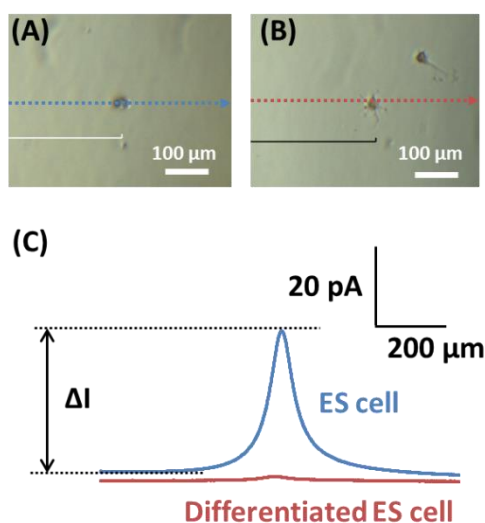 (A)
(B)
100 μm
100 μm
(C)
20 pA
200 μm
ΔI
ES cell
Differentiated ES cell